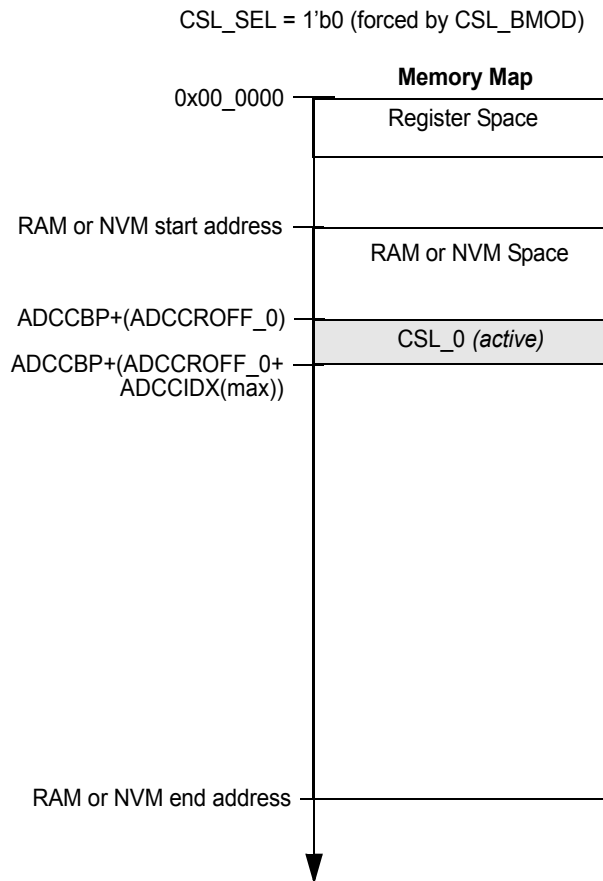 CSL_SEL = 1'b0 (forced by CSL_BMOD)
Memory Map
0x00_0000
Register Space
RAM or NVM start address
RAM or NVM Space
ADCCBP+(ADCCROFF_0)
CSL_0 (active)
ADCCBP+(ADCCROFF_0+
ADCCIDX(max))
RAM or NVM end address